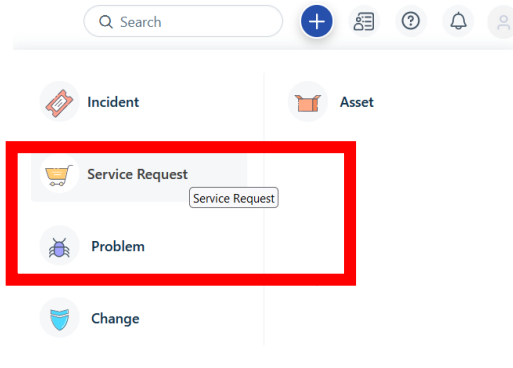 Search
Incident
Asset
Service Request
Service Request
Problem
Change